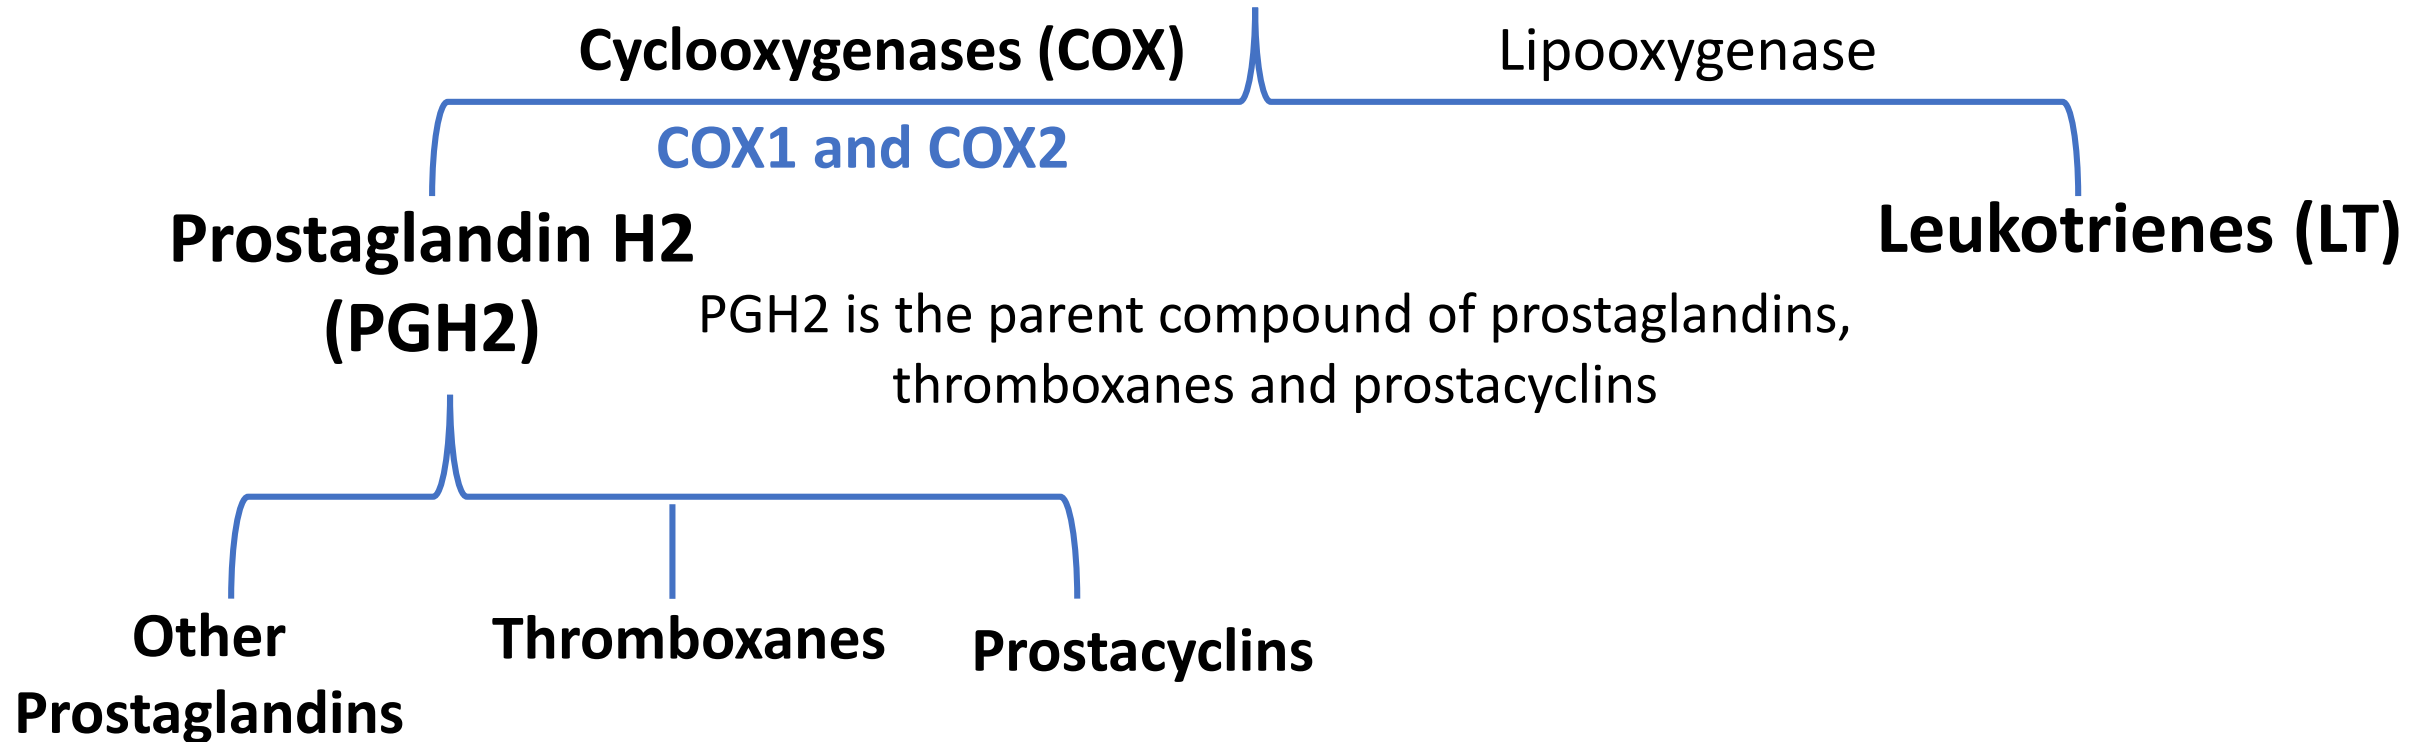 Cyclooxygenases (COX)
Lipooxygenase
COX1 and COX2
Prostaglandin H2
(PGH2)
Leukotrienes (LT)
PGH2 is the parent compound of prostaglandins,
thromboxanes and prostacyclins
Other
Prostaglandins
Thromboxanes
Prostacyclins